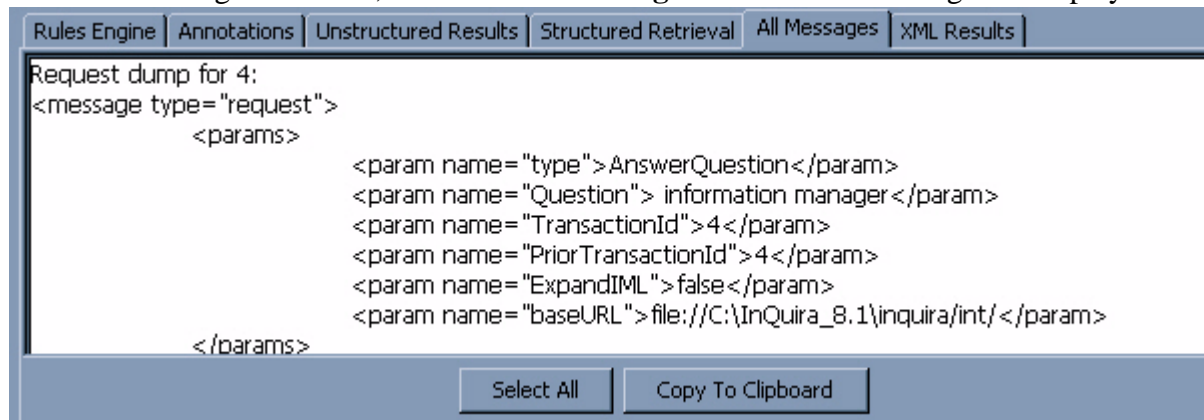 Rules Engine Annotations Unstructured Results Structured Retrieval All Messages XML Results
Request dump for 4:
<message type="request">
<params>
<param name="type">AnswerQuestion</param>
<param name="Question"> information manager</param>
<param name="TransactionId">4</param>
<param name="PriorTransactionId">4</param>
<param name="ExpandIML">false</param>
<param name="baseURL">file://C:\InQuira_8.1\inquira/int/</param>
</params>
Select All Copy To Clipboard